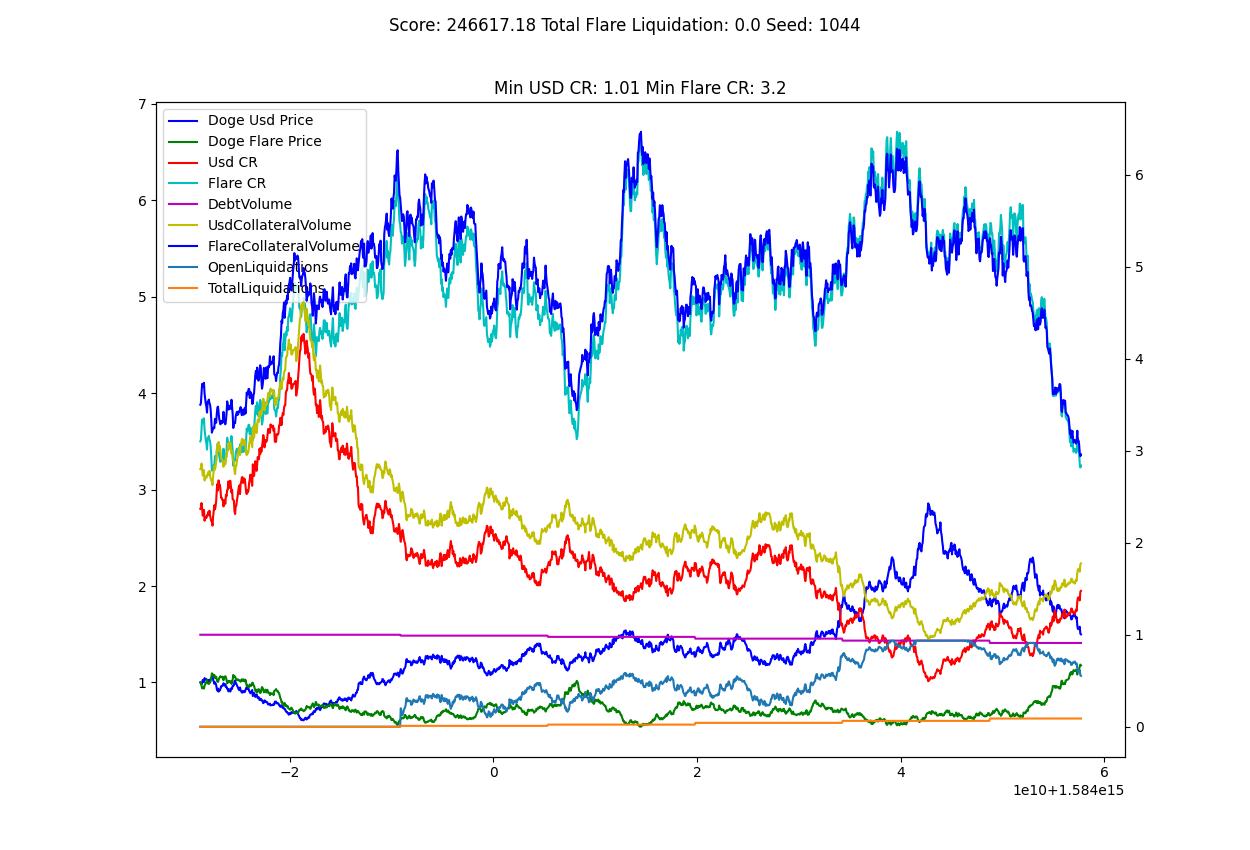 Score: 246617.18 Total Flare Liquidation: 0.0 Seed: 1044
Min USD CR: 1.01 Min Flare CR: 3.2
Doge Usd Price
Doge Flare Price
Usd CR
Flare CR
DebtVolume
UsdCollateralVolume
FlareCollateralVolume
OpenLiquidations
TotalLiquidations
7
6
5
4
3
2
1
6
5
4
3
2
1
0
−2
0
2
4
6
1e10+1.584e15